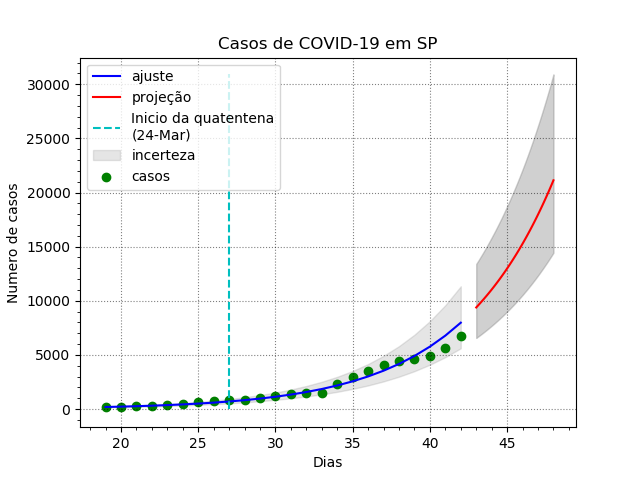 Casos de COVID-19 em SP
ajuste
projeção
Inicio da quatentena
(24-Mar)
incerteza
casos
30000
25000
20000
15000
10000
5000
0
Numero de casos
20 25 30 35 40 45
Dias